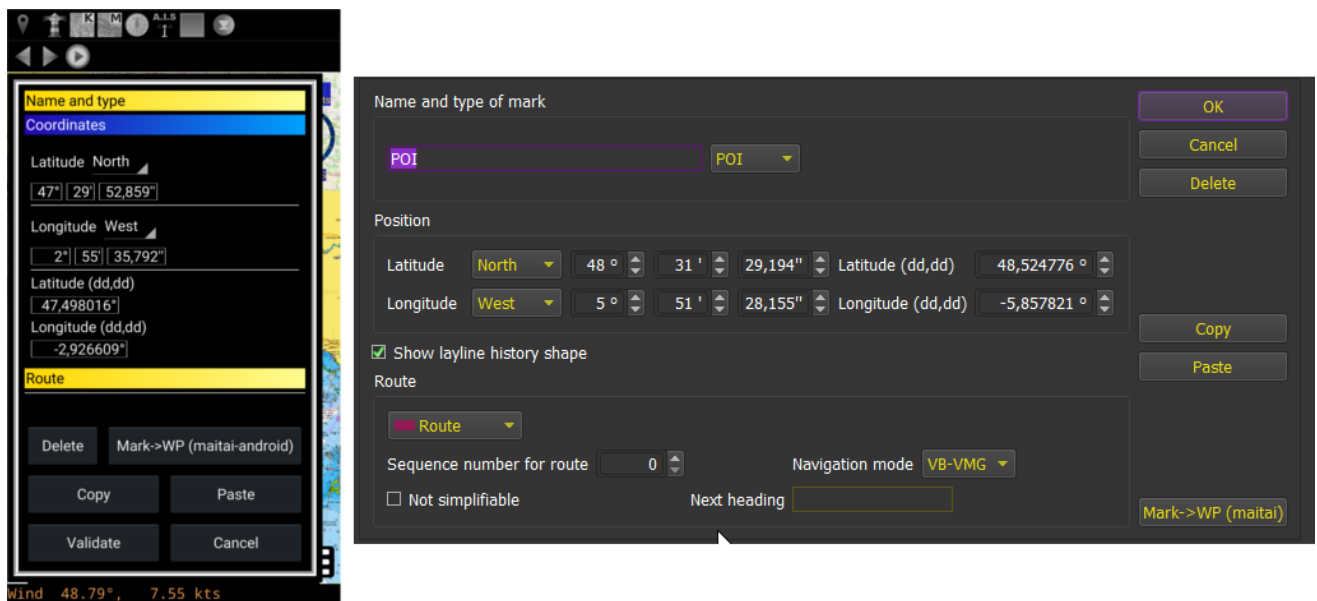 K M A.I.S
Name and type
Coordinates
Latitude North
47° 29' 52,859"
Longitude West
2° 55' 35,792"
Latitude (dd,dd)
47,498016°
Longitude (dd,dd)
-2,926609°
Route
Delete Mark->WP (maitai-android)
Copy Paste
Validate Cancel
Wind 48.79°, 7.55 kts
Name and type of mark
POI POI
Position
Latitude North 48 ° 31 ' 29,194" Latitude (dd,dd) 48,524776 °
Longitude West 5 ° 51 ' 28,155" Longitude (dd,dd) -5,857821 °
Show layline history shape
Route
Route
Sequence number for route 0 Navigation mode VB-VMG
Not simplifiable Next heading
OK
Cancel
Delete
Copy
Paste
Mark->WP (maitai)